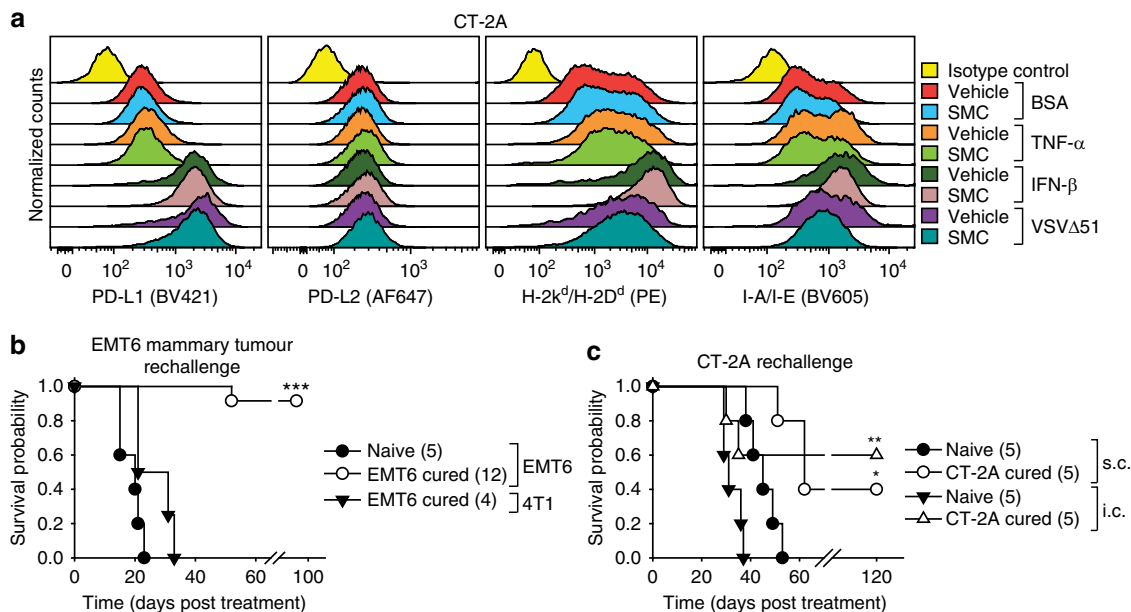 a
CT-2A
Normalized counts
0 10² 10³ 10⁴
PD-L1 (BV421)
0 10² 10³
PD-L2 (AF647)
0 10² 10³ 10⁴
H-2kᵈ/H-2Dᵈ (PE)
0 10² 10³ 10⁴
I-A/I-E (BV605)
Isotype control
Vehicle
SMC
BSA
Vehicle
SMC
TNF-α
Vehicle
SMC
IFN-β
Vehicle
SMC
VSVΔ51
b
EMT6 mammary tumour
rechallenge
Survival probability
1.0
0.8
0.6
0.4
0.2
0.0
0 20 40 60 100
Time (days post treatment)
***
Naive (5)
EMT6 cured (12)
EMT6
EMT6 cured (4)
4T1
c
CT-2A rechallenge
Survival probability
1.0
0.8
0.6
0.4
0.2
0.0
0 20 40 60 120
Time (days post treatment)
**
*
Naive (5)
CT-2A cured (5)
s.c.
Naive (5)
CT-2A cured (5)
i.c.